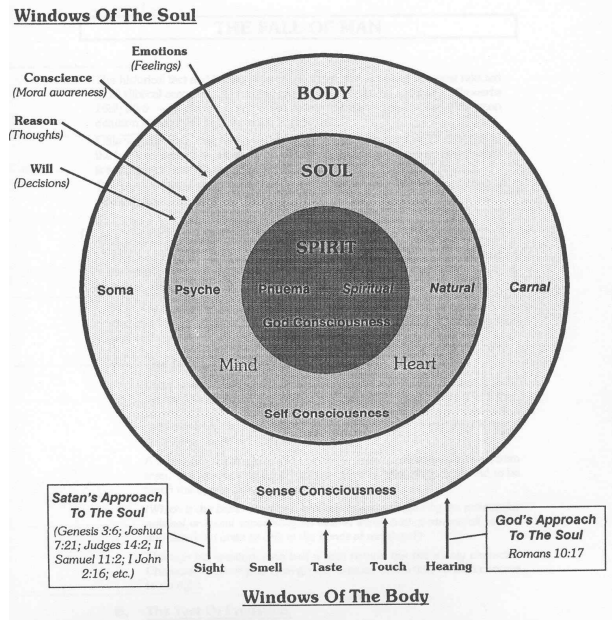 Windows Of The Soul
THE FALL OF MAN
Emotions
(Feelings)
Conscience
(Moral awareness)
Reason
(Thoughts)
Will
(Decisions)
BODY
SOUL
SPIRIT
Soma
Psyche
Pnuema
Spiritual
Natural
Carnal
God Consciousness
Mind
Heart
Self Consciousness
Sense Consciousness
Satan's Approach
To The Soul
(Genesis 3:6; Joshua
7:21; Judges 14:2; II
Samuel 11:2; I John
2:16; etc.)
God's Approach
To The Soul
Romans 10:17
Sight
Smell
Taste
Touch
Hearing
Windows Of The Body